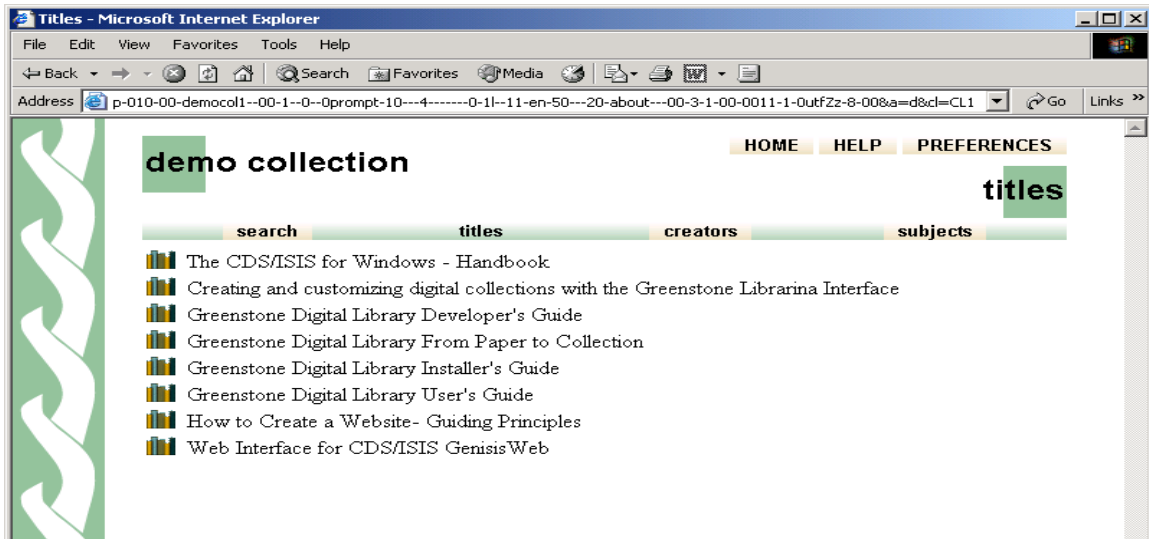 Titles - Microsoft Internet Explorer
File Edit View Favorites Tools Help
Back Search Favorites Media
Address p-010-00-democol1--00-1--0--0prompt-10---4-------0-1l--11-en-50---20-about---00-3-1-00-0011-1-0utfZz-8-00&a=d&cl=CL1 Go Links »
HOME HELP PREFERENCES
demo collection
titles
search titles creators subjects
The CDS/ISIS for Windows - Handbook
Creating and customizing digital collections with the Greenstone Librarina Interface
Greenstone Digital Library Developer's Guide
Greenstone Digital Library From Paper to Collection
Greenstone Digital Library Installer's Guide
Greenstone Digital Library User's Guide
How to Create a Website- Guiding Principles
Web Interface for CDS/ISIS GenisisWeb